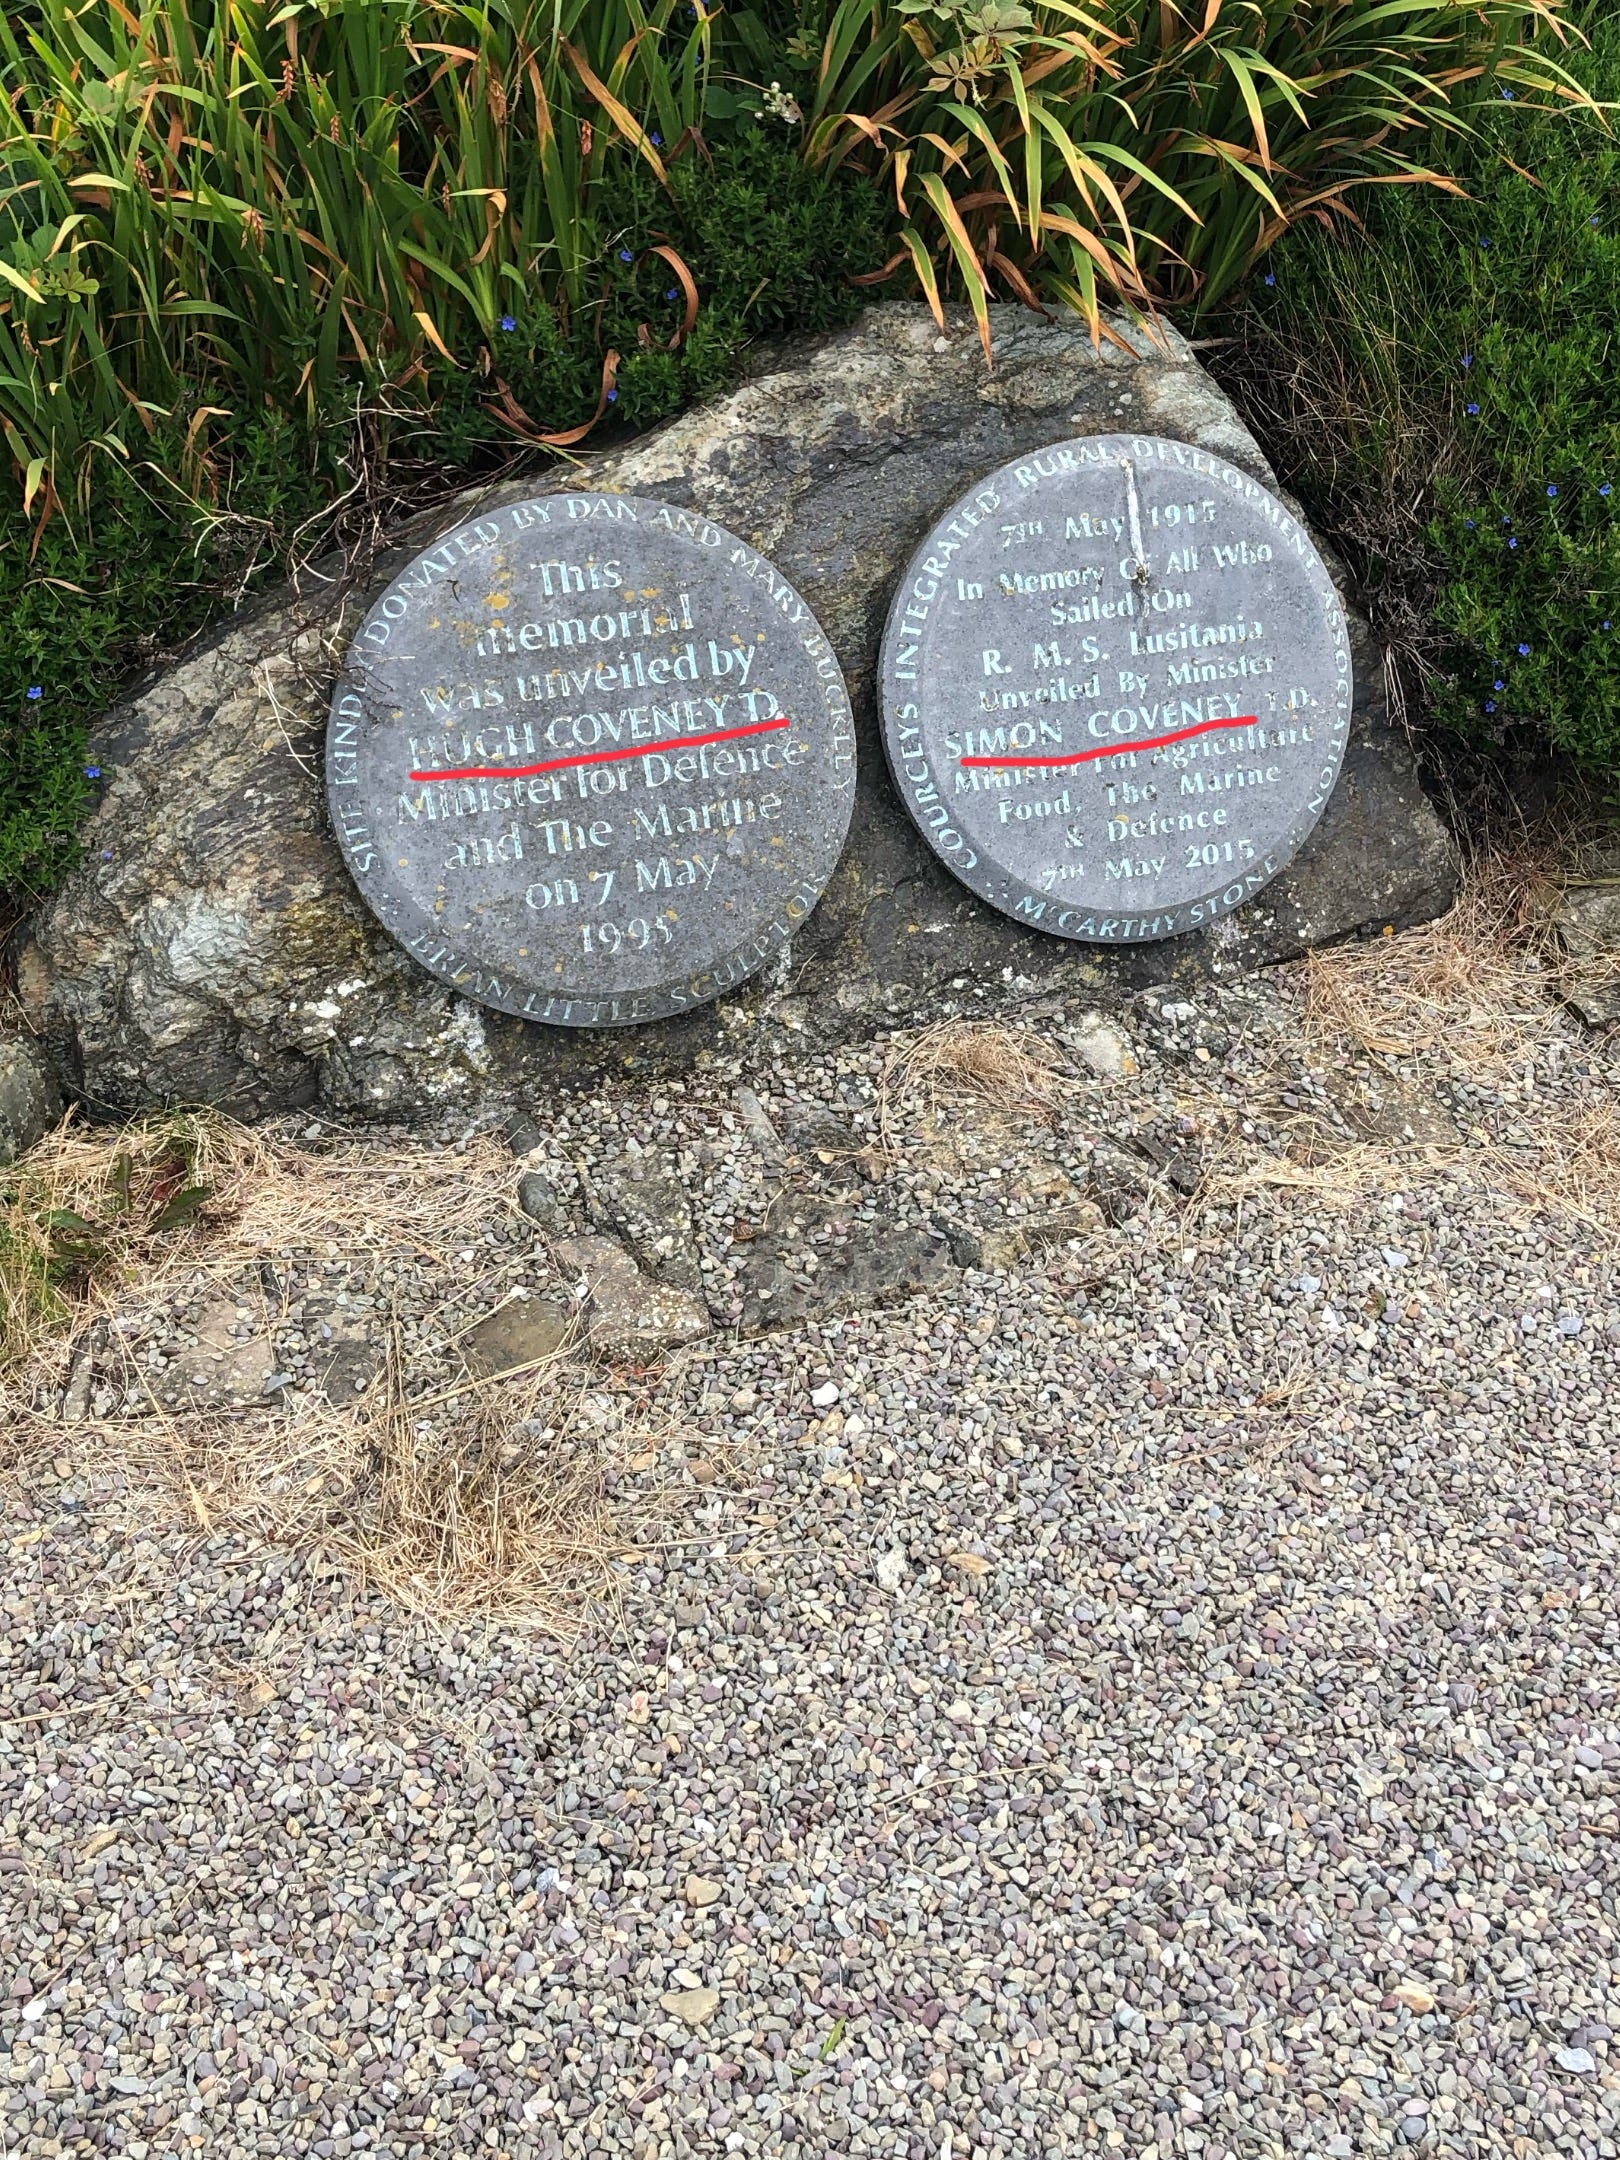 SITE KINDLY DONATED BY DAN AND MARY BUCKLEY
This
memorial
was unveiled by
HUGH COVENEY T.D.
Minister for Defence
and The Marine
on 7 May
1995
BRIAN LITTLE SCULPTOR
COURCEYS INTEGRATED RURAL DEVELOPMENT ASSOCIATION
7TH May 1915
In Memory Of All Who
Sailed On
R. M. S. Lusitania
Unveiled By Minister
SIMON COVENEY T.D.
Minister For Agriculture
Food, The Marine
& Defence
7TH May 2015
McCARTHY STONE